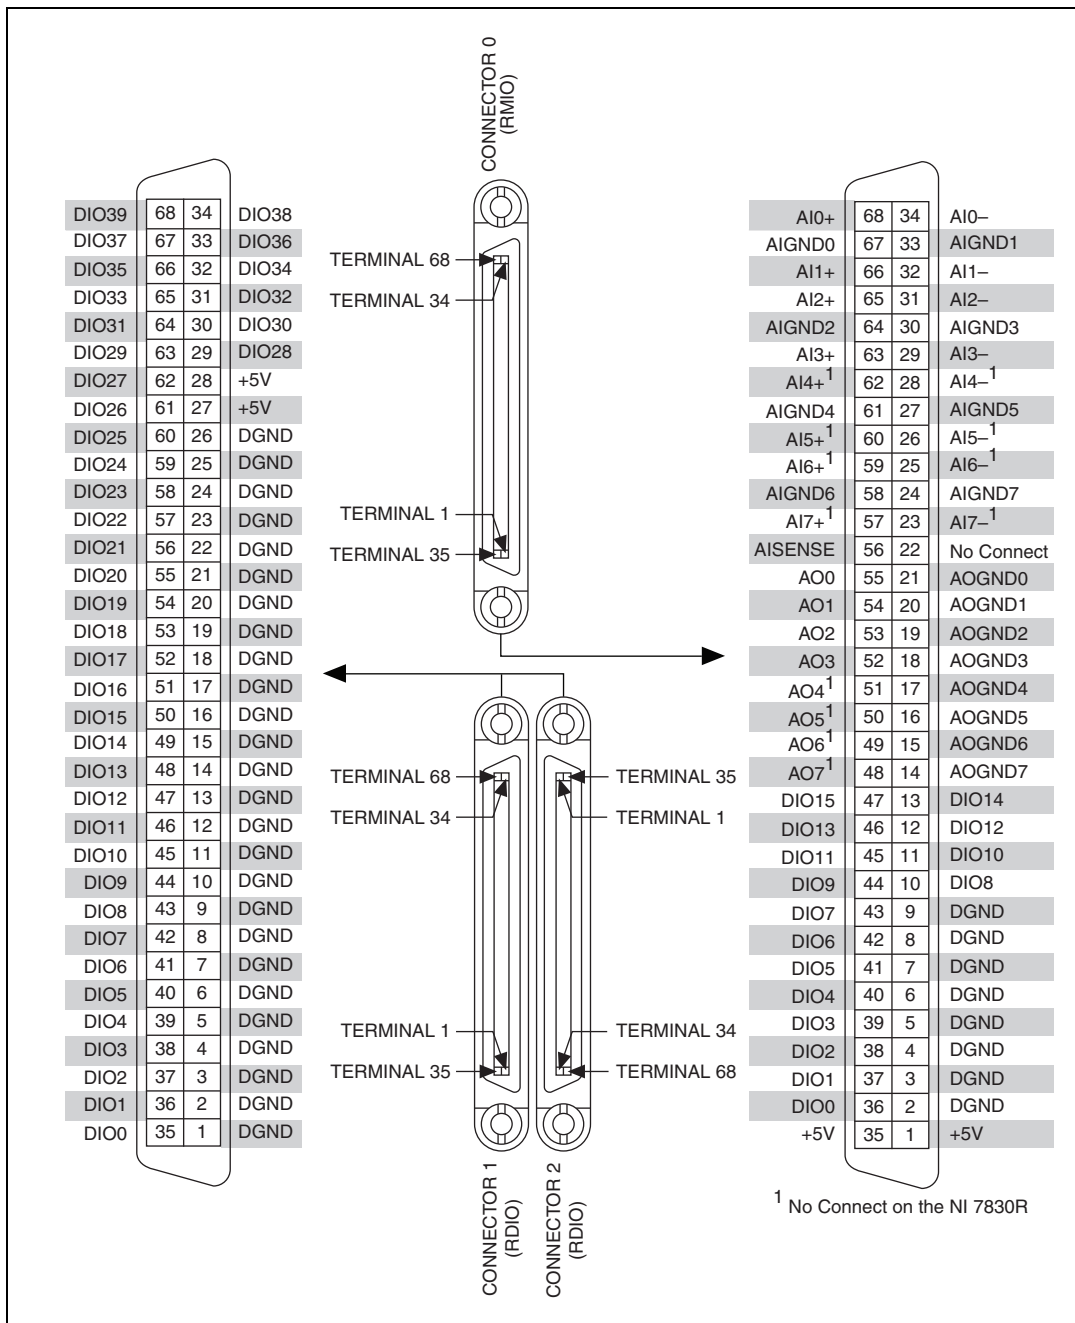 CONNECTOR 0
(RMIO)
DIO39 68 34 DIO38
DIO37 67 33 DIO36
DIO35 66 32 DIO34
DIO33 65 31 DIO32
DIO31 64 30 DIO30
DIO29 63 29 DIO28
DIO27 62 28 +5V
DIO26 61 27 +5V
DIO25 60 26 DGND
DIO24 59 25 DGND
DIO23 58 24 DGND
DIO22 57 23 DGND
DIO21 56 22 DGND
DIO20 55 21 DGND
DIO19 54 20 DGND
DIO18 53 19 DGND
DIO17 52 18 DGND
DIO16 51 17 DGND
DIO15 50 16 DGND
DIO14 49 15 DGND
DIO13 48 14 DGND
DIO12 47 13 DGND
DIO11 46 12 DGND
DIO10 45 11 DGND
DIO9 44 10 DGND
DIO8 43 9 DGND
DIO7 42 8 DGND
DIO6 41 7 DGND
DIO5 40 6 DGND
DIO4 39 5 DGND
DIO3 38 4 DGND
DIO2 37 3 DGND
DIO1 36 2 DGND
DIO0 35 1 DGND
TERMINAL 68
TERMINAL 34
TERMINAL 1
TERMINAL 35
TERMINAL 68
TERMINAL 34
TERMINAL 35
TERMINAL 1
TERMINAL 1
TERMINAL 35
TERMINAL 34
TERMINAL 68
CONNECTOR 1
(RDIO)
CONNECTOR 2
(RDIO)
AI0+ 68 34 AI0–
AIGND0 67 33 AIGND1
AI1+ 66 32 AI1–
AI2+ 65 31 AI2–
AIGND2 64 30 AIGND3
AI3+ 63 29 AI3–
AI4+1 62 28 AI4–1
AIGND4 61 27 AIGND5
AI5+1 60 26 AI5–1
AI6+1 59 25 AI6–1
AIGND6 58 24 AIGND7
AI7+1 57 23 AI7–1
AISENSE 56 22 No Connect
AO0 55 21 AOGND0
AO1 54 20 AOGND1
AO2 53 19 AOGND2
AO3 52 18 AOGND3
AO41 51 17 AOGND4
AO51 50 16 AOGND5
AO61 49 15 AOGND6
AO71 48 14 AOGND7
DIO15 47 13 DIO14
DIO13 46 12 DIO12
DIO11 45 11 DIO10
DIO9 44 10 DIO8
DIO7 43 9 DGND
DIO6 42 8 DGND
DIO5 41 7 DGND
DIO4 40 6 DGND
DIO3 39 5 DGND
DIO2 38 4 DGND
DIO1 37 3 DGND
DIO0 36 2 DGND
+5V 35 1 +5V
1 No Connect on the NI 7830R